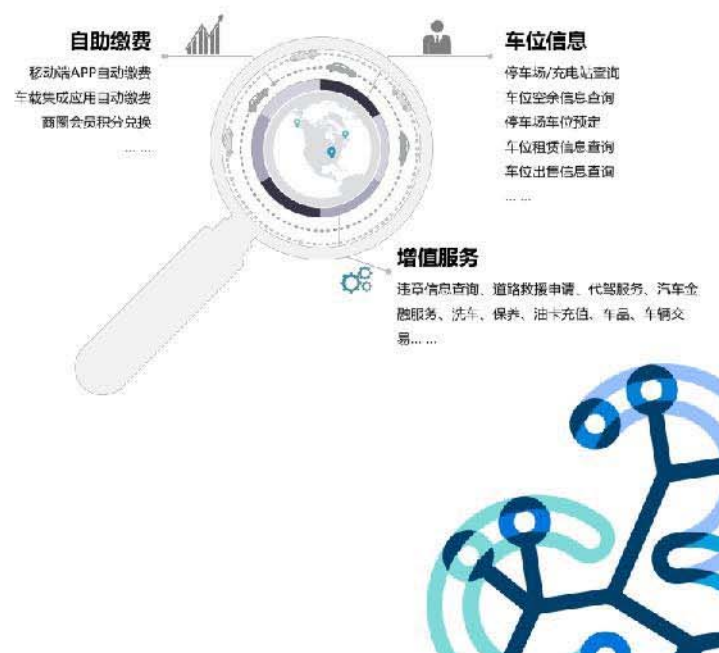 自助缴费
移动端APP自动缴费
车载集成应用自动缴费
商圈会员积分兑换
... ...
车位信息
停车场/充电站查询
车位空余信息查询
停车场车位预定
车位租赁信息查询
车位出售信息查询
... ...
增值服务
违章信息查询、道路救援申请、代驾服务、汽车金
融服务、洗车、保养、油卡充值、车品、车辆交
易... ...